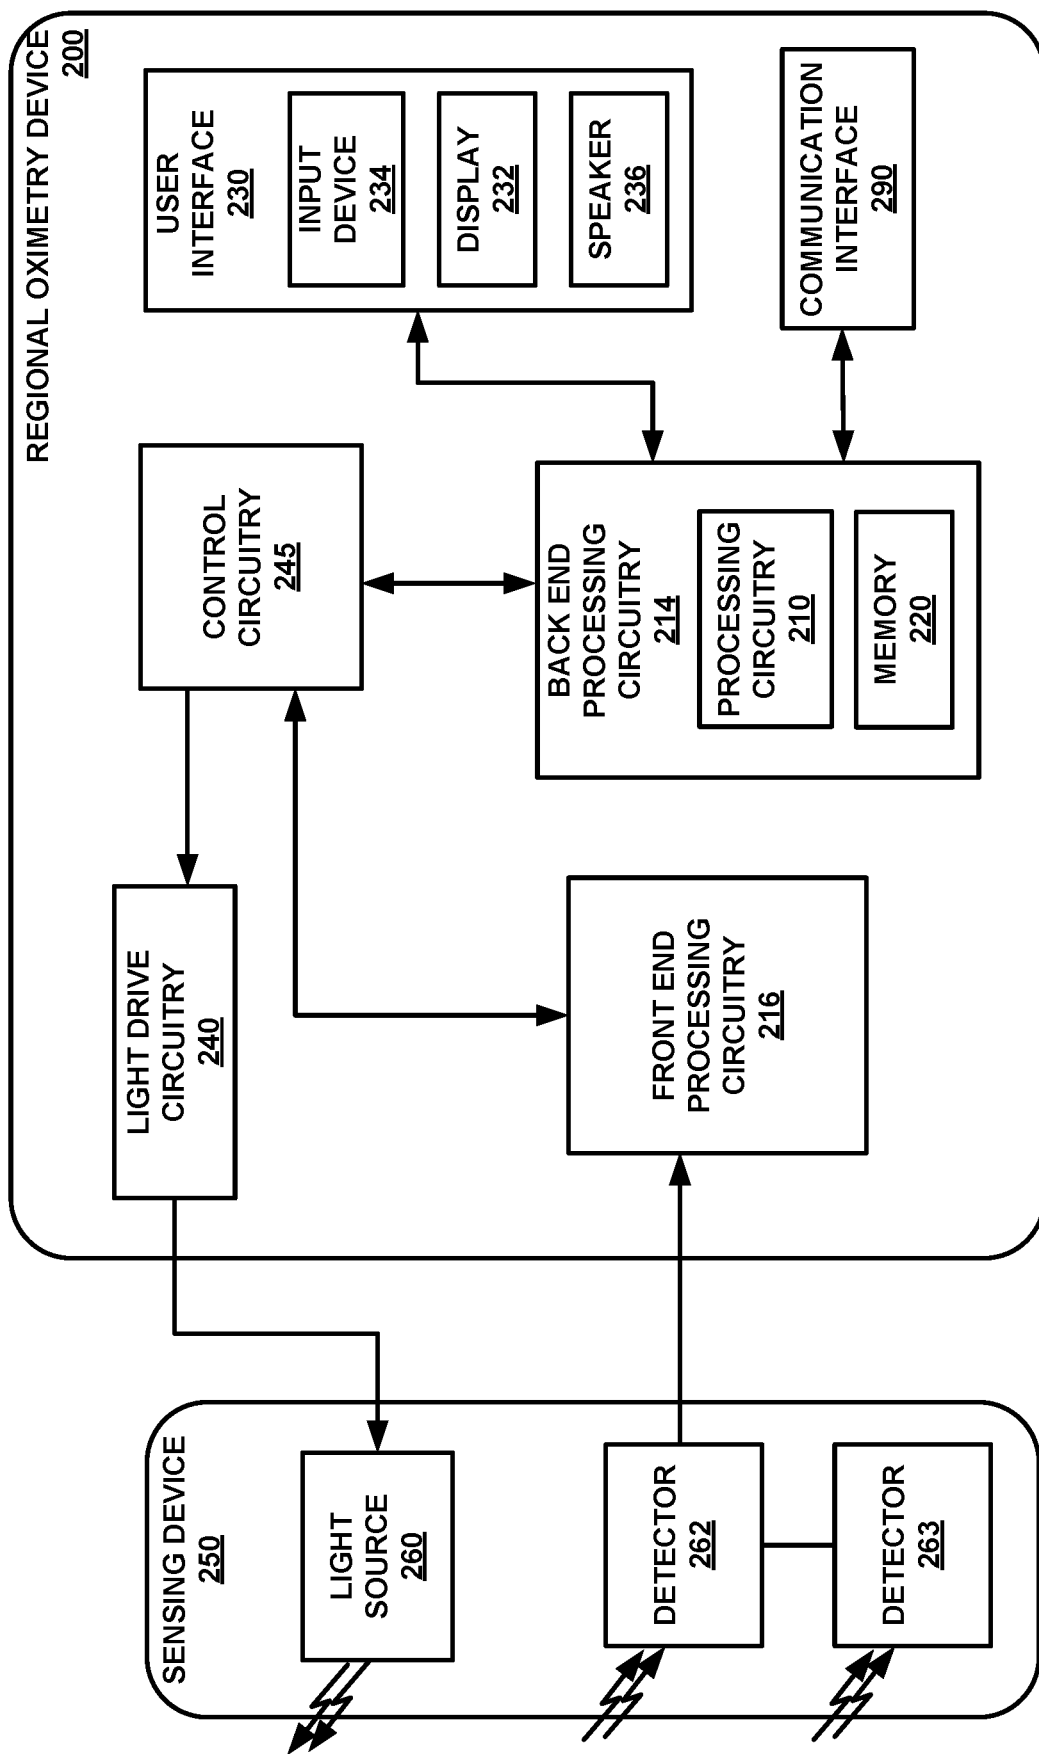 REGIONAL OXIMETRY DEVICE
200
SENSING DEVICE
250
LIGHT
SOURCE
260
DETECTOR
262
DETECTOR
263
LIGHT DRIVE
CIRCUITRY
240
FRONT END
PROCESSING
CIRCUITRY
216
CONTROL
CIRCUITRY
245
BACK END
PROCESSING
CIRCUITRY
214
PROCESSING
CIRCUITRY
210
MEMORY
220
USER
INTERFACE
230
INPUT
DEVICE
234
DISPLAY
232
SPEAKER
236
COMMUNICATION
INTERFACE
290